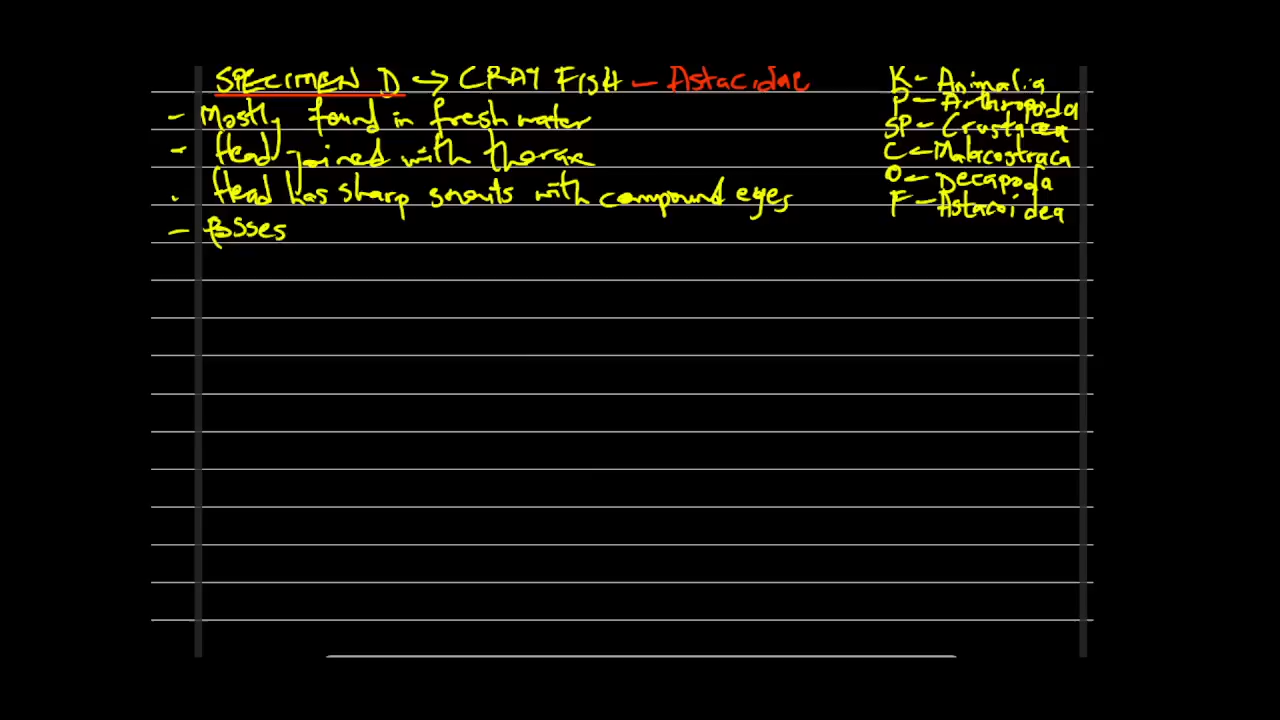 SPECIMEN D → CRAY FISH - Astacidae
- Mostly found in fresh water
- Head joined with thorax
. Head has sharp snouts with compound eyes
- Posses
K - Animalia
P - Arthropoda
SP - Crustacea
C - Malacostraca
O - Decapoda
F - Astacoidea